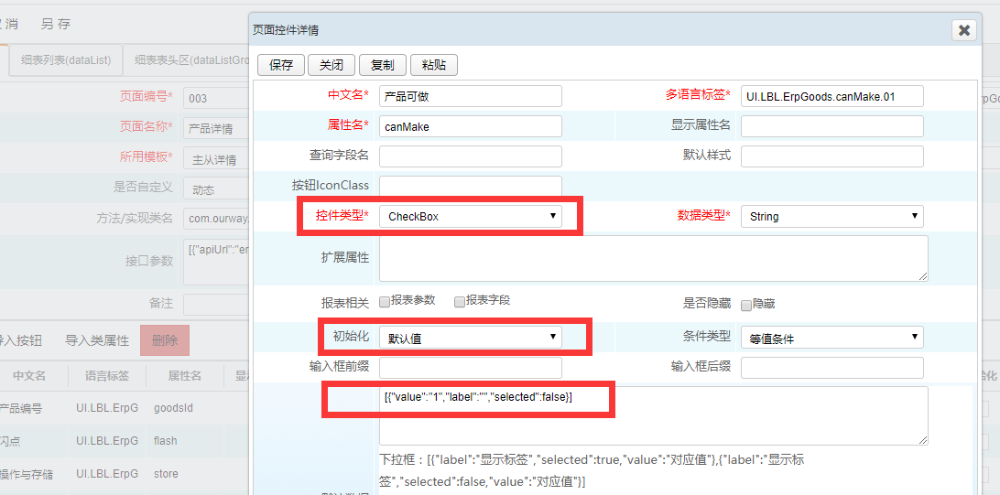 消 另 存
页面控件详情
细表列表(dataList) 细表表头区(dataListGro
保存 关闭 复制 粘贴
页面编号* 003
中文名* 产品可做 多语言标签* UI.LBL.ErpGoods.canMake.01
页面名称* 产品详情
属性名* canMake 显示属性名
所用模板* 主从详情
查询字段名 默认样式
是否自定义 动态
按钮IconClass
方法/实现类名 com.ourway.
控件类型* CheckBox 数据类型* String
接口参数 [{"apiUrl":"er
扩展属性
备注
报表相关 报表参数 报表字段 是否隐藏 隐藏
导入按钮 导入类属性 删除
初始化 默认值 条件类型 等值条件
输入框前缀 输入框后缀
中文名 语言标签 属性名
[{"value":"1","label":"","selected":false}]
产品编号 UI.LBL.ErpG goodsId
闪点 UI.LBL.ErpG flash
操作与存储 UI.LBL.ErpG store
下拉框：[{"label":"显示标签","selected":true,"value":"对应值"},{"label":"显示标
签","selected":false,"value":"对应值"}]